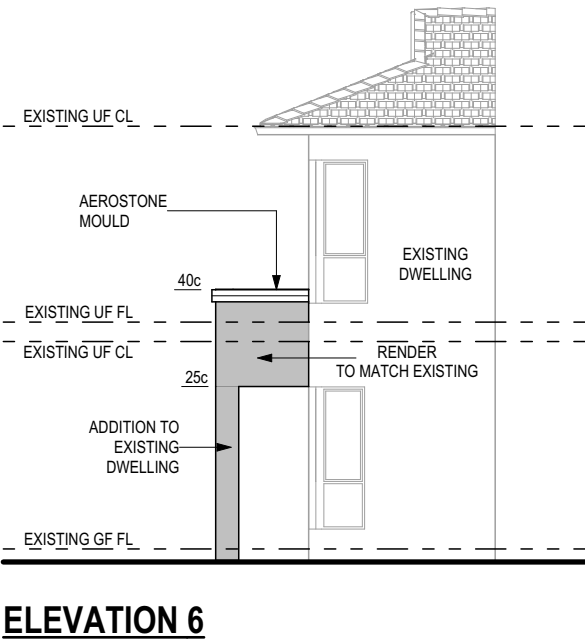 EXISTING UF CL
AEROSTONE
MOULD
EXISTING
DWELLING
40c
EXISTING UF FL
EXISTING UF CL
RENDER
TO MATCH EXISTING
25c
ADDITION TO
EXISTING
DWELLING
EXISTING GF FL
ELEVATION 6